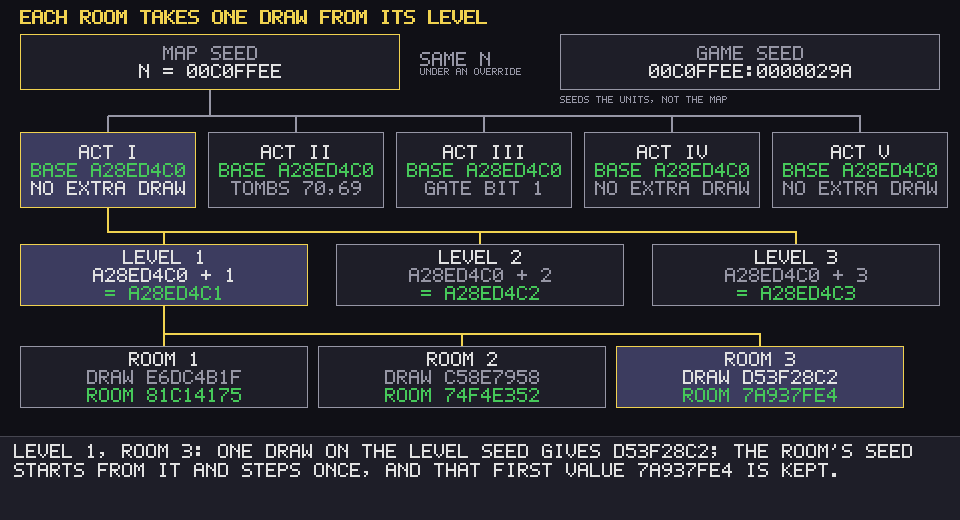 EACH ROOM TAKES ONE DRAW FROM ITS LEVEL
MAP SEED
N = 00C0FFEE
SAME N
UNDER AN OVERRIDE
GAME SEED
00C0FFEE:0000029A
SEEDS THE UNITS, NOT THE MAP
ACT I
BASE A28ED4C0
NO EXTRA DRAW
ACT II
BASE A28ED4C0
TOMBS 70,69
ACT III
BASE A28ED4C0
GATE BIT 1
ACT IV
BASE A28ED4C0
NO EXTRA DRAW
ACT V
BASE A28ED4C0
NO EXTRA DRAW
LEVEL 1
A28ED4C0 + 1
= A28ED4C1
LEVEL 2
A28ED4C0 + 2
= A28ED4C2
LEVEL 3
A28ED4C0 + 3
= A28ED4C3
ROOM 1
DRAW E6DC4B1F
ROOM 81C14175
ROOM 2
DRAW C58E7958
ROOM 74F4E352
ROOM 3
DRAW D53F28C2
ROOM 7A937FE4
LEVEL 1, ROOM 3: ONE DRAW ON THE LEVEL SEED GIVES D53F28C2; THE ROOM'S SEED
STARTS FROM IT AND STEPS ONCE, AND THAT FIRST VALUE 7A937FE4 IS KEPT.